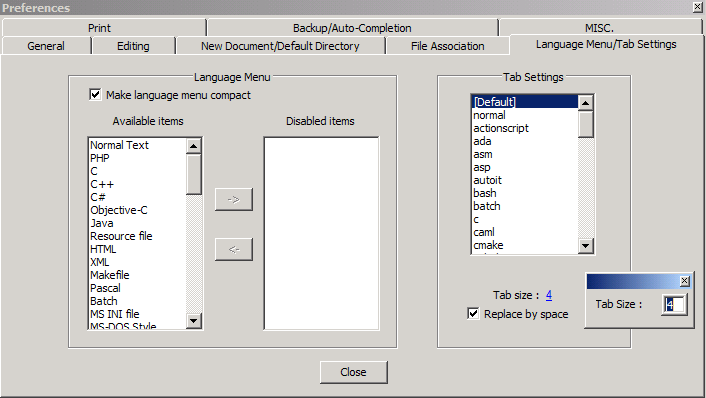 Preferences
Print
Backup/Auto-Completion
MISC.
General
Editing
New Document/Default Directory
File Association
Language Menu/Tab Settings
Language Menu
Make language menu compact
Available items
Disabled items
Normal Text
PHP
C
C++
C#
Objective-C
Java
Resource file
HTML
XML
Makefile
Pascal
Batch
MS INI file
MS-DOS Style
->
<-
Tab Settings
[Default]
normal
actionscript
ada
asm
asp
autoit
bash
batch
c
caml
cmake
Tab size : 4
Replace by space
Tab Size : 4
Close